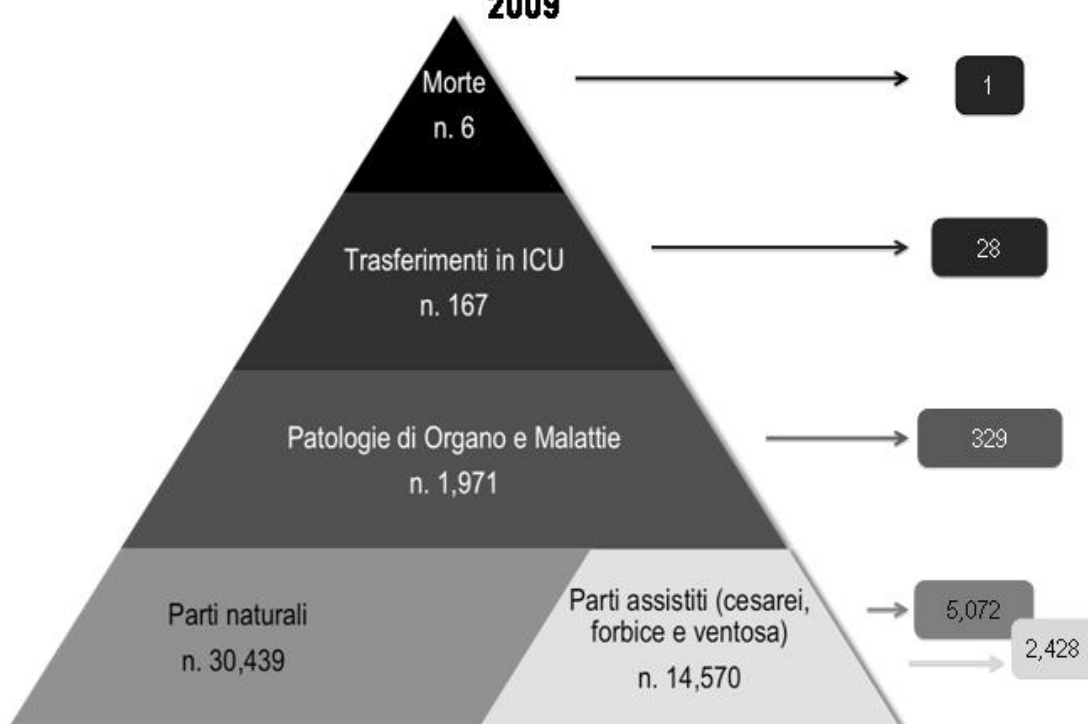 2009
Morte
n. 6
1
Trasferimenti in ICU
n. 167
28
Patologie di Organo e Malattie
n. 1,971
329
Parti naturali
n. 30,439
Parti assistiti (cesarei,
forbice e ventosa)
n. 14,570
5,072
2,428